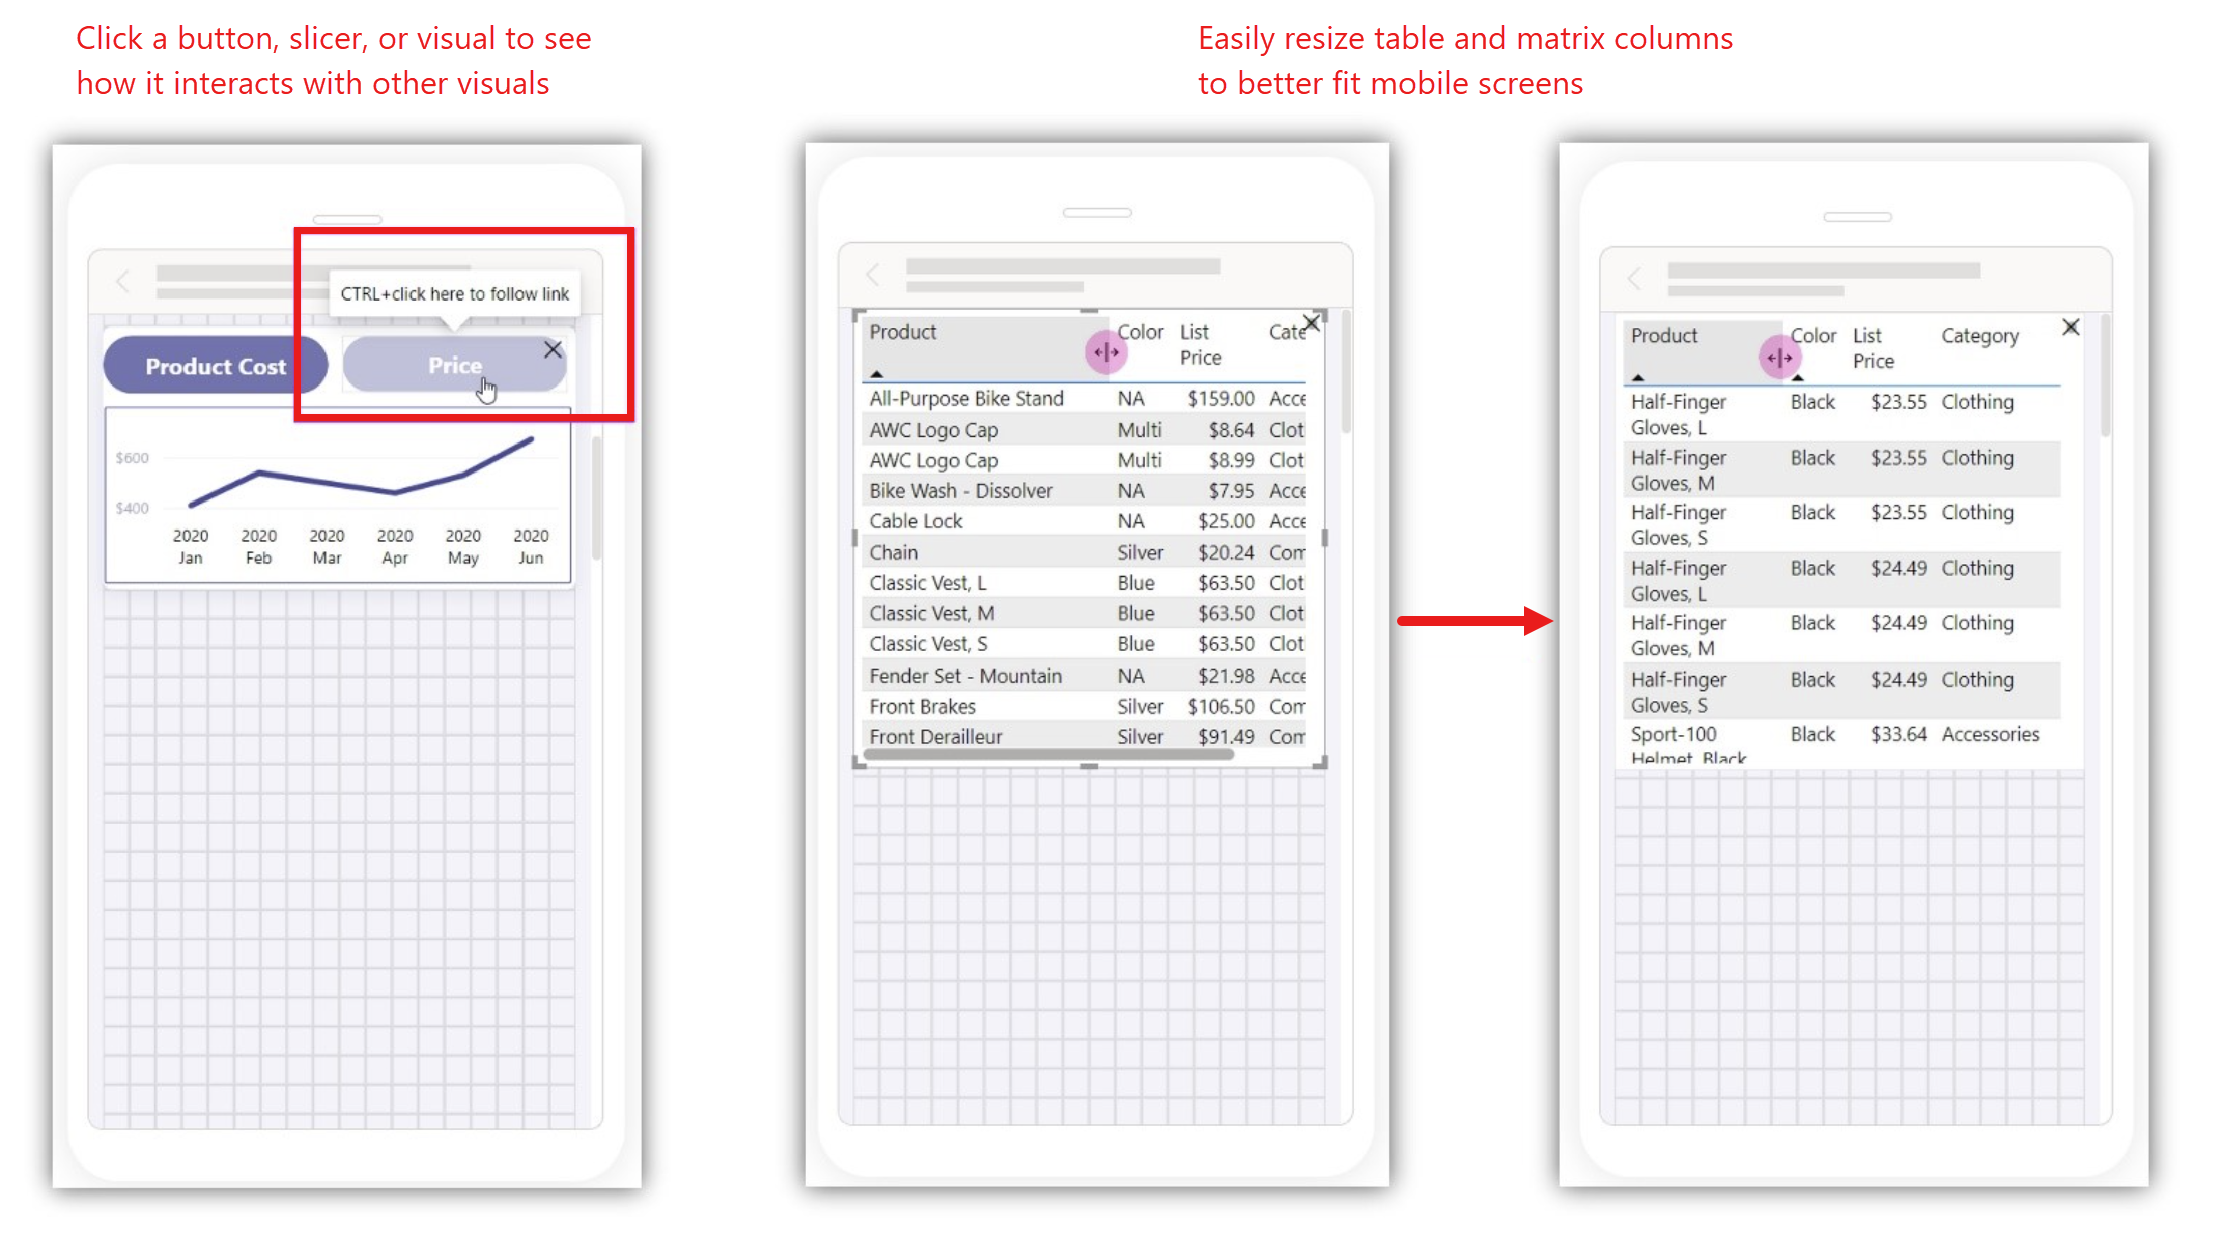 Click a button, slicer, or visual to see
how it interacts with other visuals
Easily resize table and matrix columns
to better fit mobile screens
CTRL+click here to follow link
Product Cost
Price
$600
$400
2020 2020 2020 2020 2020 2020
Jan Feb Mar Apr May Jun
Product Color List Cate
Price
All-Purpose Bike Stand NA $159.00 Acce
AWC Logo Cap Multi $8.64 Clot
AWC Logo Cap Multi $8.99 Clot
Bike Wash - Dissolver NA $7.95 Acce
Cable Lock NA $25.00 Acce
Chain Silver $20.24 Com
Classic Vest, L Blue $63.50 Clot
Classic Vest, M Blue $63.50 Clot
Classic Vest, S Blue $63.50 Clot
Fender Set - Mountain NA $21.98 Acce
Front Brakes Silver $106.50 Com
Front Derailleur Silver $91.49 Com
Product Color List Category
Price
Half-Finger Black $23.55 Clothing
Gloves, L
Half-Finger Black $23.55 Clothing
Gloves, M
Half-Finger Black $23.55 Clothing
Gloves, S
Half-Finger Black $24.49 Clothing
Gloves, L
Half-Finger Black $24.49 Clothing
Gloves, M
Half-Finger Black $24.49 Clothing
Gloves, S
Sport-100 Black $33.64 Accessories
Helmet, Black